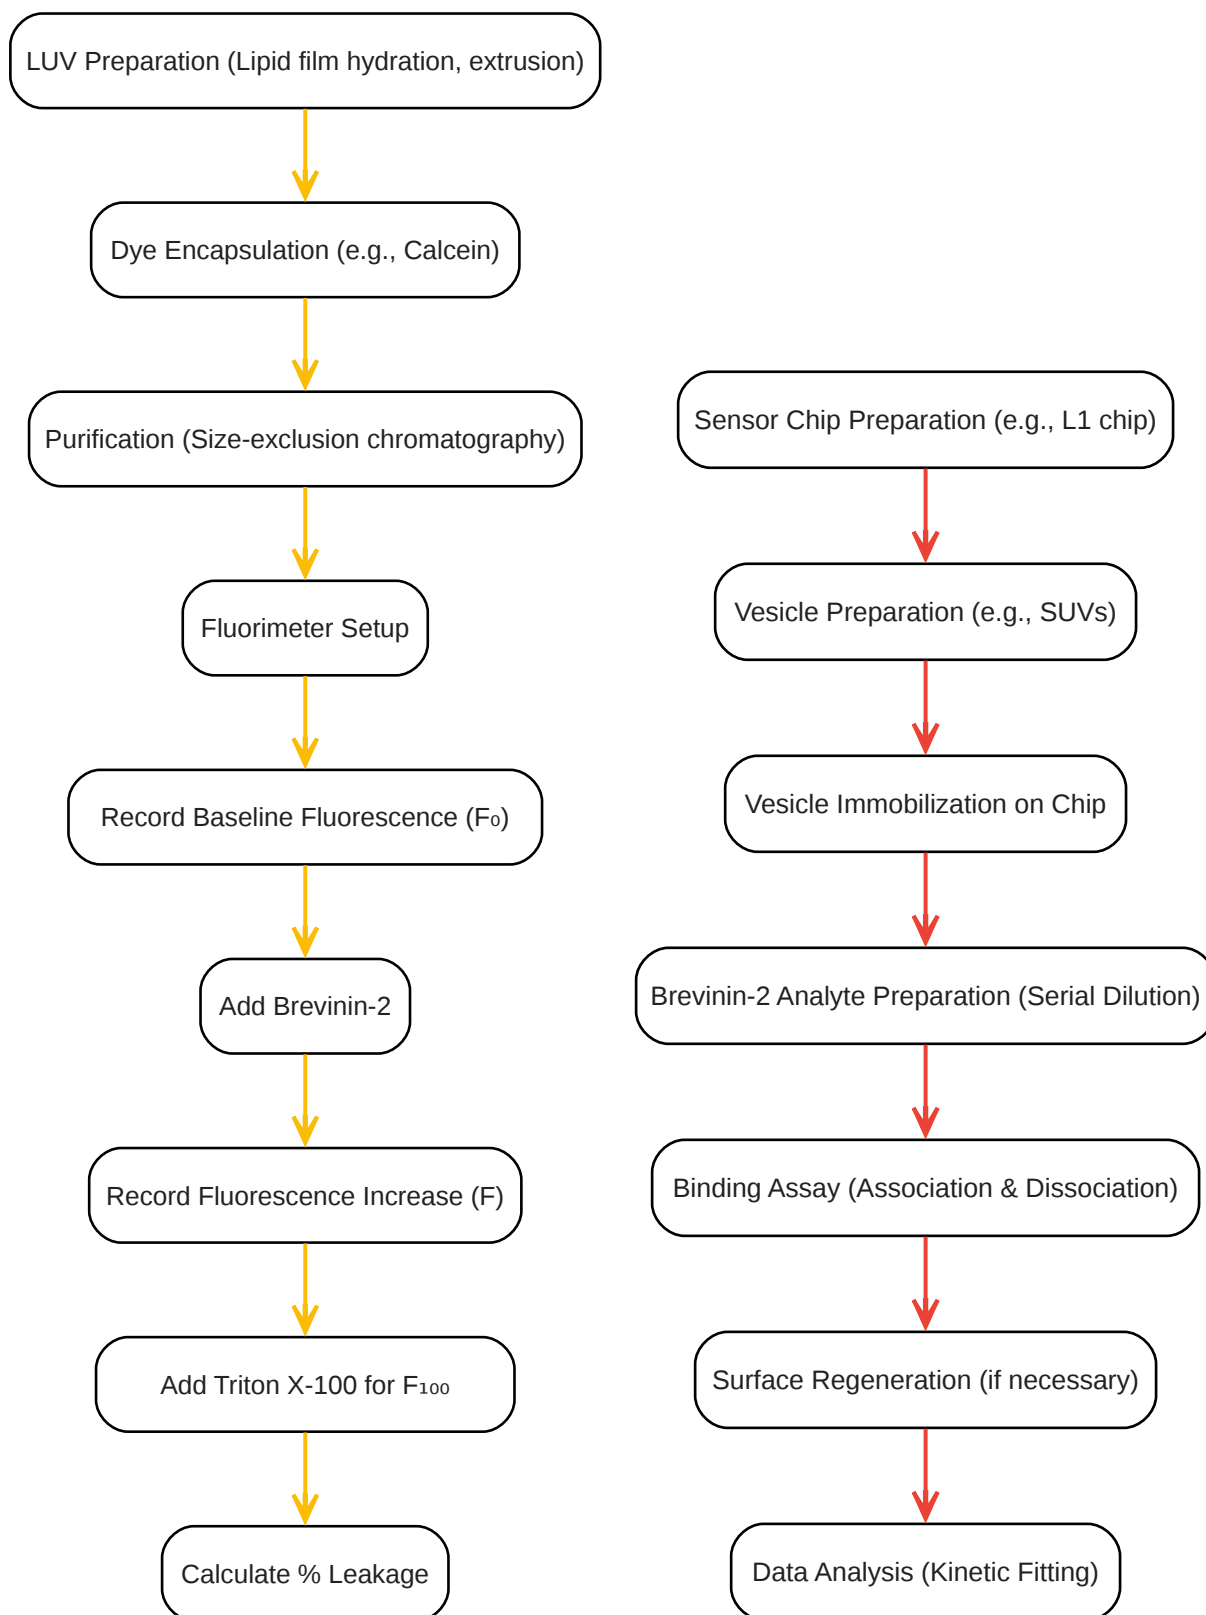 LUV Preparation (Lipid film hydration, extrusion)
Dye Encapsulation (e.g., Calcein)
Purification (Size-exclusion chromatography)
Fluorimeter Setup
Record Baseline Fluorescence (F₀)
Add Brevinin-2
Record Fluorescence Increase (F)
Add Triton X-100 for F₁₀₀
Calculate % Leakage
Sensor Chip Preparation (e.g., L1 chip)
Vesicle Preparation (e.g., SUVs)
Vesicle Immobilization on Chip
Brevinin-2 Analyte Preparation (Serial Dilution)
Binding Assay (Association & Dissociation)
Surface Regeneration (if necessary)
Data Analysis (Kinetic Fitting)